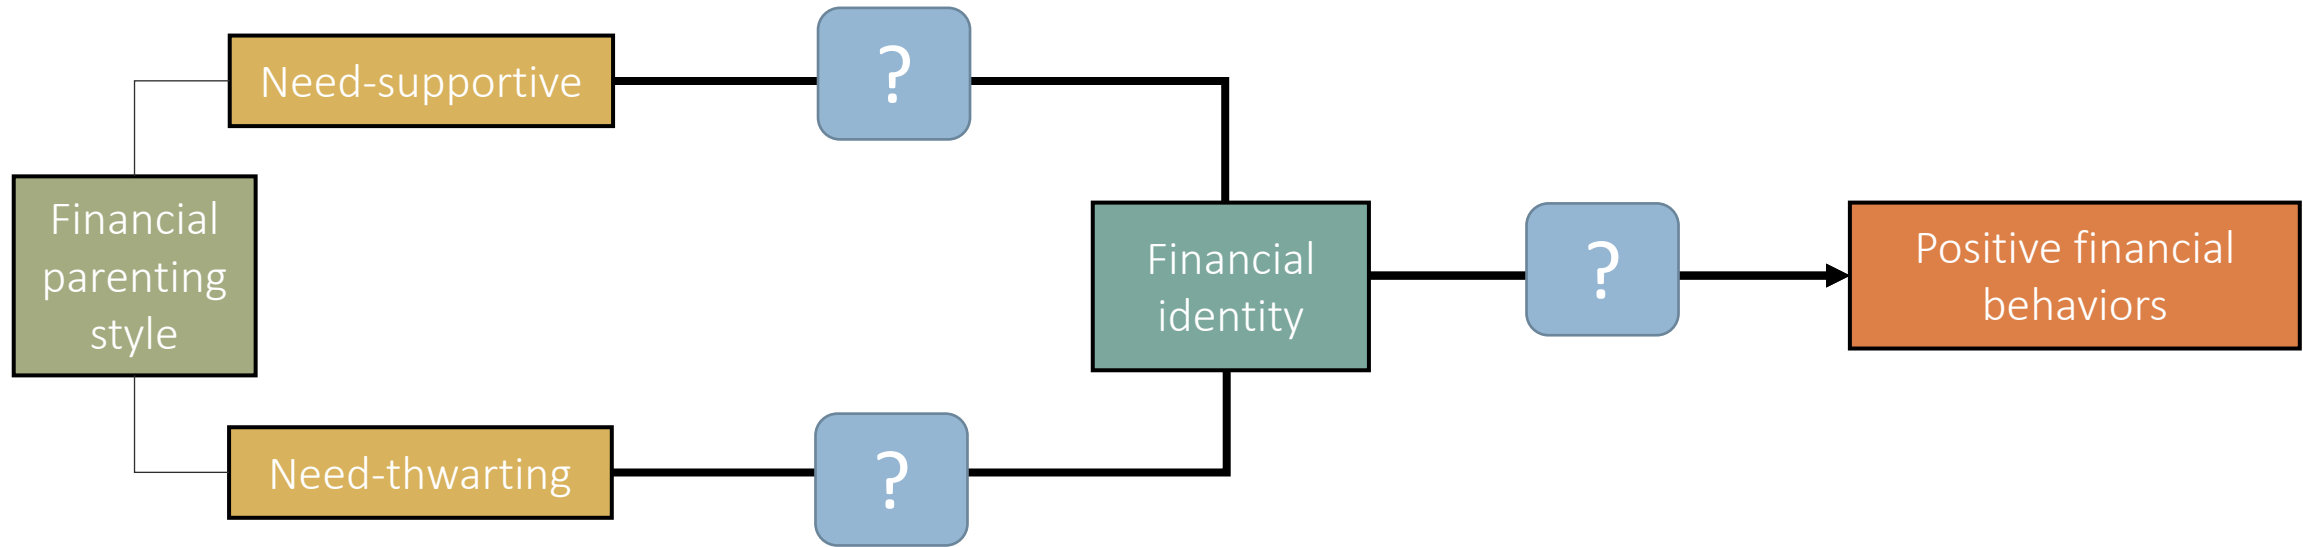 Need-supportive
?
Financial
parenting
style
Financial
identity
?
Positive financial
behaviors
Need-thwarting
?